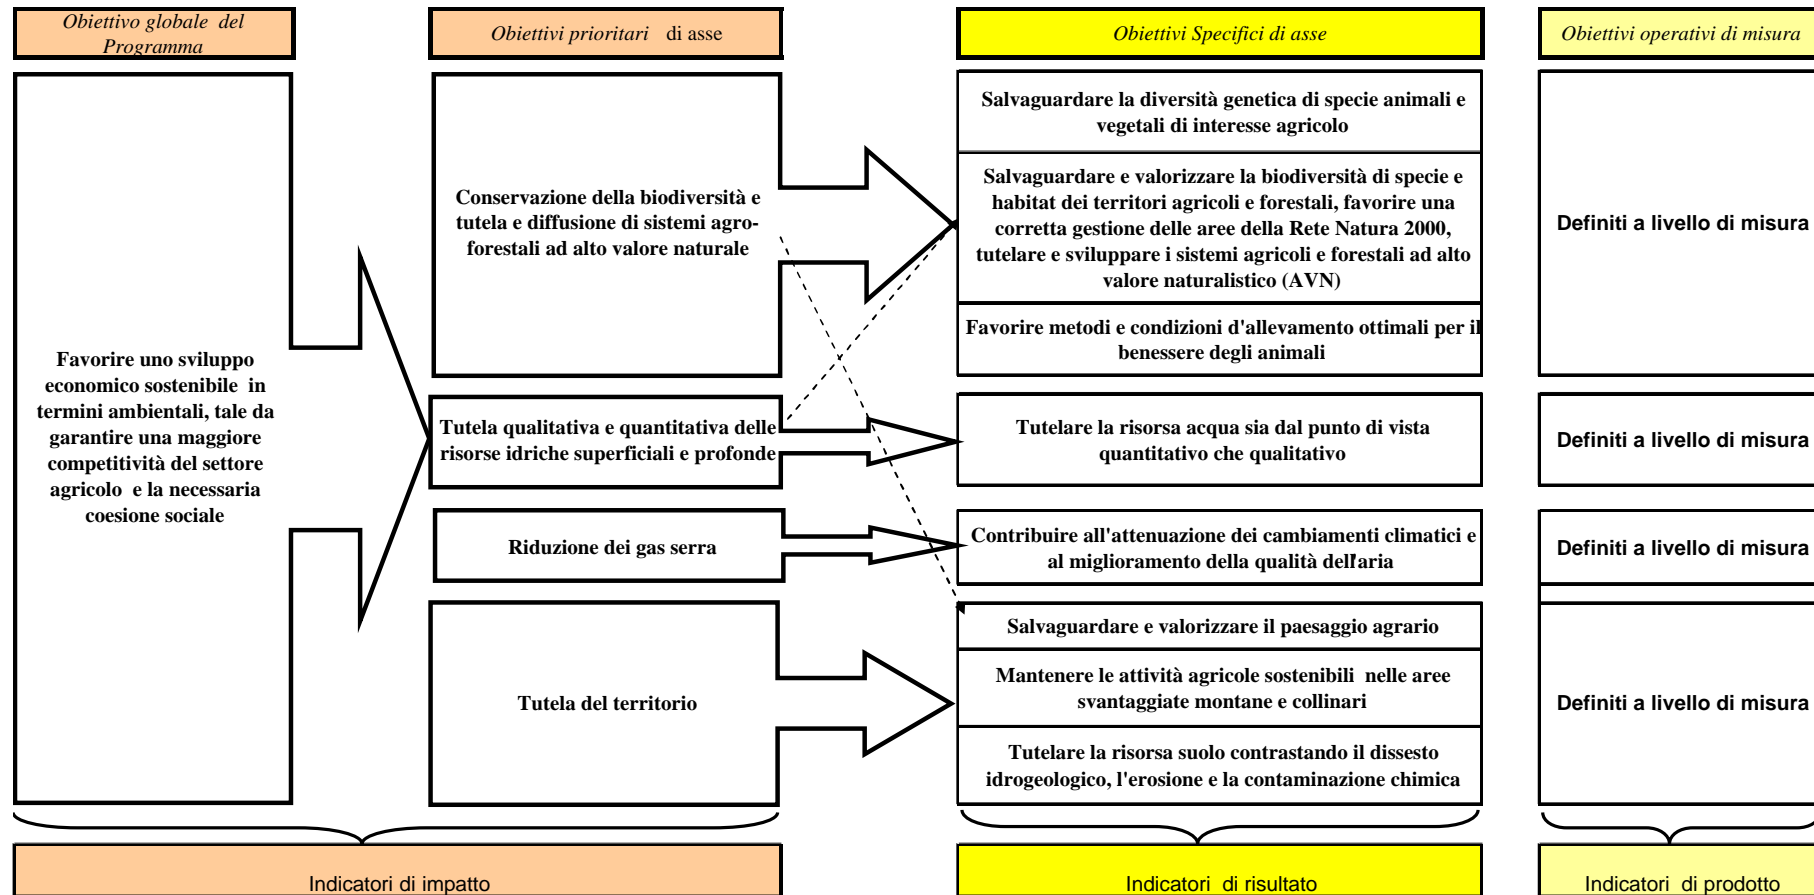 Obiettivo globale del
Programma
Obiettivi prioritari di asse
Obiettivi Specifici di asse
Obiettivi operativi di misura
Favorire uno sviluppo
economico sostenibile in
termini ambientali, tale da
garantire una maggiore
competitività del settore
agricolo e la necessaria
coesione sociale
Conservazione della biodiversità e
tutela e diffusione di sistemi agro-
forestali ad alto valore naturale
Salvaguardare la diversità genetica di specie animali e
vegetali di interesse agricolo
Salvaguardare e valorizzare la biodiversità di specie e
habitat dei territori agricoli e forestali, favorire una
corretta gestione delle aree della Rete Natura 2000,
tutelare e sviluppare i sistemi agricoli e forestali ad alto
valore naturalistico (AVN)
Favorire metodi e condizioni d'allevamento ottimali per il
benessere degli animali
Definiti a livello di misura
Tutela qualitativa e quantitativa delle
risorse idriche superficiali e profonde
Tutelare la risorsa acqua sia dal punto di vista
quantitativo che qualitativo
Definiti a livello di misura
Riduzione dei gas serra
Contribuire all'attenuazione dei cambiamenti climatici e
al miglioramento della qualità dell'aria
Definiti a livello di misura
Tutela del territorio
Salvaguardare e valorizzare il paesaggio agrario
Mantenere le attività agricole sostenibili nelle aree
svantaggiate montane e collinari
Tutelare la risorsa suolo contrastando il dissesto
idrogeologico, l'erosione e la contaminazione chimica
Definiti a livello di misura
Indicatori di impatto
Indicatori di risultato
Indicatori di prodotto